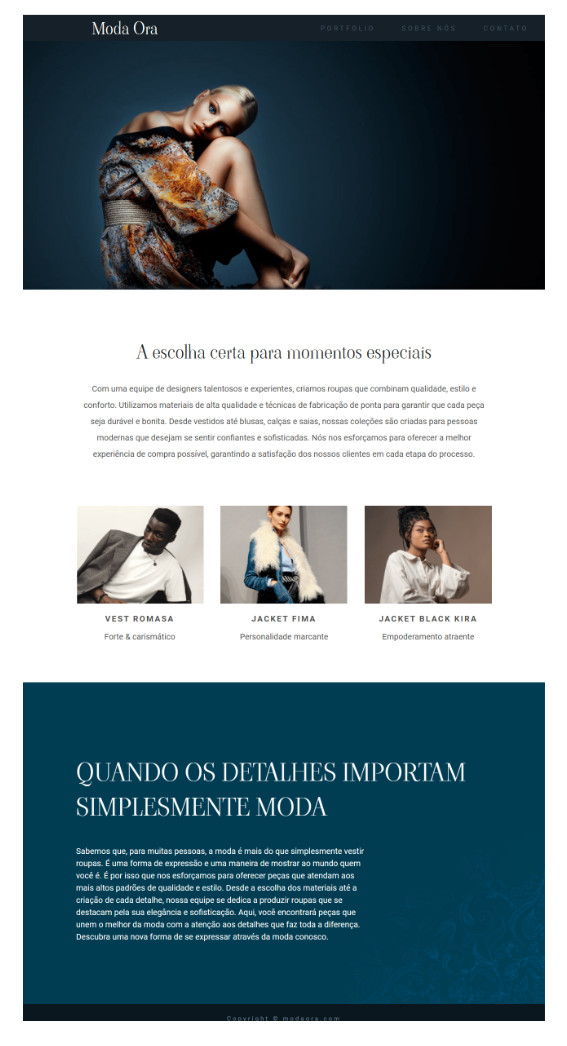 Moda Ora
PORTFOLIO SOBRE NÓS CONTATO
A escolha certa para momentos especiais
Com uma equipe de designers talentosos e experientes, criamos roupas que combinam qualidade, estilo e
conforto. Utilizamos materiais de alta qualidade e técnicas de fabricação de ponta para garantir que cada peça
seja durável e bonita. Desde vestidos até blusas, calças e saias, nossas coleções são criadas para pessoas
modernas que desejam se sentir confiantes e sofisticadas. Nós nos esforçamos para oferecer a melhor
experiência de compra possível, garantindo a satisfação dos nossos clientes em cada etapa do processo.
VEST ROMASA
Forte & carismático
JACKET FIMA
Personalidade marcante
JACKET BLACK KIRA
Empoderamento atraente
QUANDO OS DETALHES IMPORTAM
SIMPLESMENTE MODA
Sabemos que, para muitas pessoas, a moda é mais do que simplesmente vestir
roupas. É uma forma de expressão e uma maneira de mostrar ao mundo quem
você é. É por isso que nos esforçamos para oferecer peças que atendam aos
mais altos padrões de qualidade e estilo. Desde a escolha dos materiais até a
criação de cada detalhe, nossa equipe se dedica a produzir roupas que se
destacam pela sua elegância e sofisticação. Aqui, você encontrará peças que
unem o melhor da moda com a atenção aos detalhes que faz toda a diferença.
Descubra uma nova forma de se expressar através da moda conosco.
Copyright © modaora.com